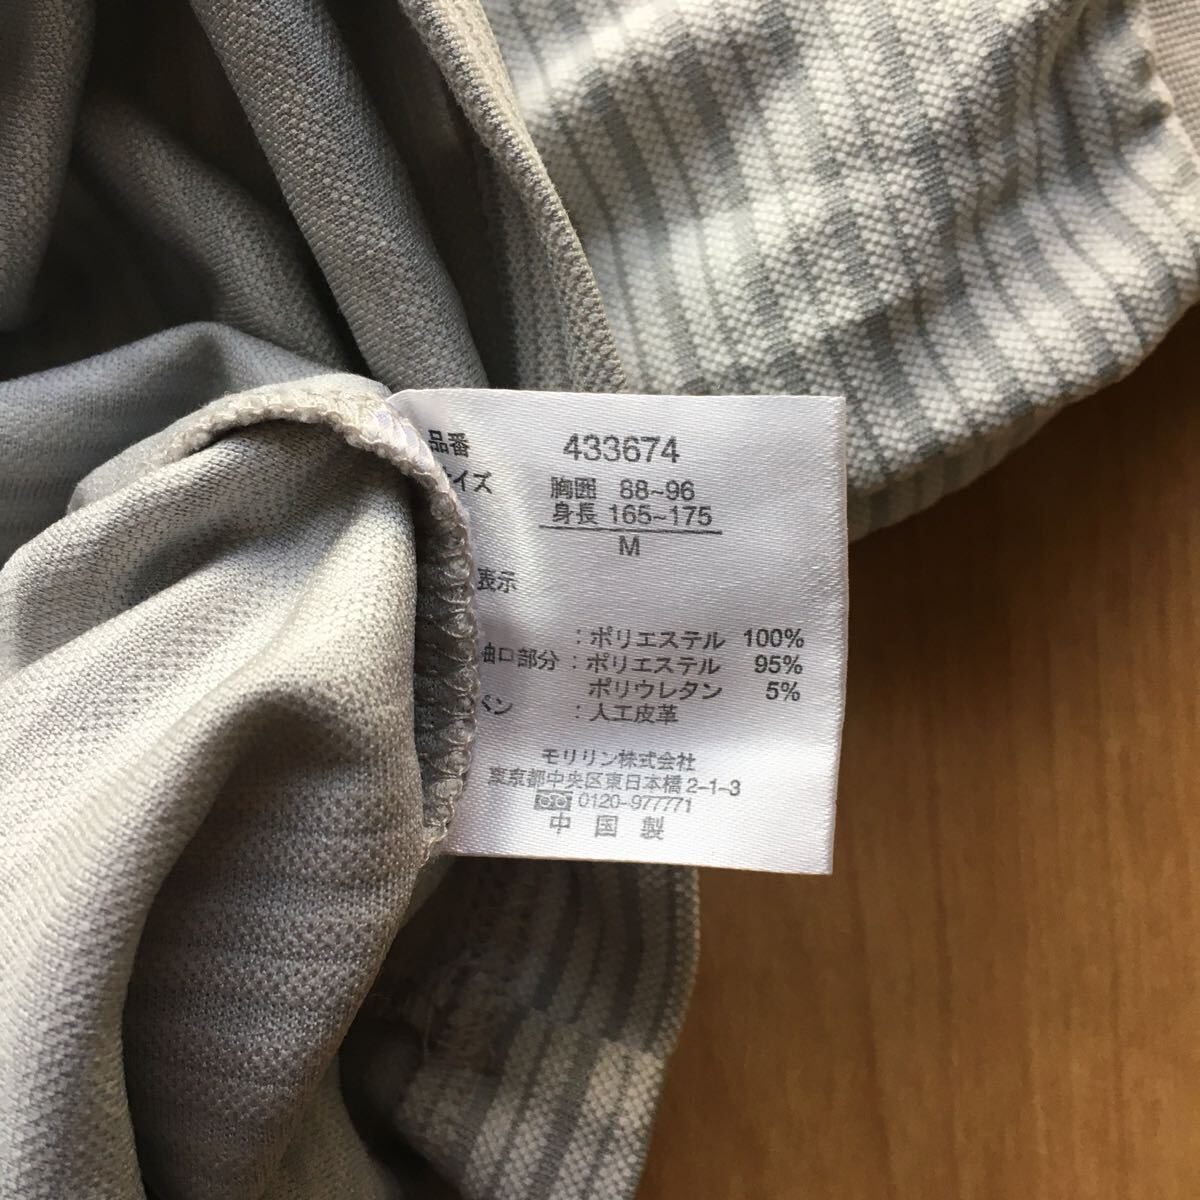 品番 433674
サイズ 胸囲 88~96
身長 165~175
M
表示
：ポリエステル 100%
袖口部分：ポリエステル 95%
ポリウレタン 5%
ペン ：人工皮革
モリリン株式会社
東京都中央区東日本橋2-1-3
0120-977771
中国製